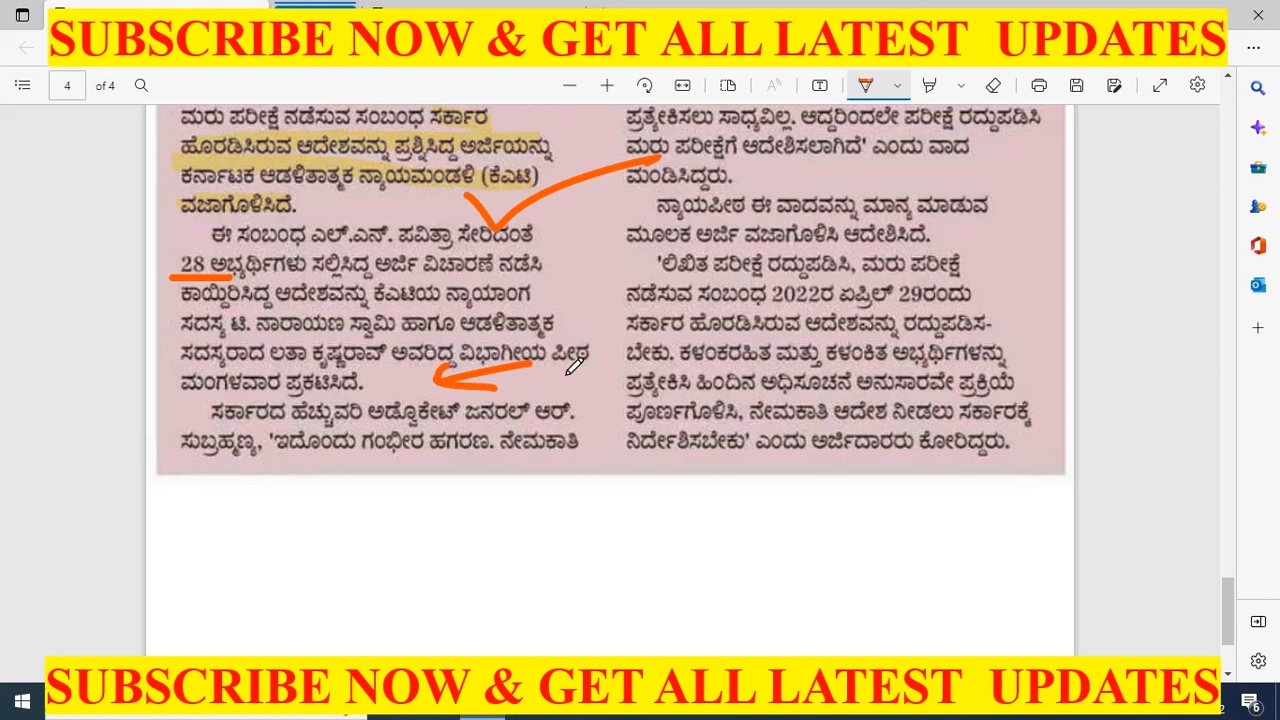 SUBSCRIBE NOW & GET ALL LATEST UPDATES
4 of 4
ಮರು ಪರೀಕ್ಷೆ ನಡೆಸುವ ಸಂಬಂಧ ಸರ್ಕಾರ
ಹೊರಡಿಸಿರುವ ಆದೇಶವನ್ನು ಪ್ರಶ್ನಿಸಿದ್ದ ಅರ್ಜಿಯನ್ನು
ಕರ್ನಾಟಕ ಆಡಳಿತಾತ್ಮಕ ನ್ಯಾಯಮಂಡಳಿ (ಕೆಎಟಿ)
ವಜಾಗೊಳಿಸಿದೆ.
ಈ ಸಂಬಂಧ ಎಲ್.ಎನ್. ಪವಿತ್ರಾ ಸೇರಿದಂತೆ
28 ಅಭ್ಯರ್ಥಿಗಳು ಸಲ್ಲಿಸಿದ್ದ ಅರ್ಜಿ ವಿಚಾರಣೆ ನಡೆಸಿ
ಕಾಯ್ದಿರಿಸಿದ್ದ ಆದೇಶವನ್ನು ಕೆಎಟಿಯ ನ್ಯಾಯಾಂಗ
ಸದಸ್ಯ ಟಿ. ನಾರಾಯಣ ಸ್ವಾಮಿ ಹಾಗೂ ಆಡಳಿತಾತ್ಮಕ
ಸದಸ್ಯರಾದ ಲತಾ ಕೃಷ್ಣರಾವ್ ಅವರಿದ್ದ ವಿಭಾಗೀಯ ಪೀಠ
ಮಂಗಳವಾರ ಪ್ರಕಟಿಸಿದೆ.
ಸರ್ಕಾರದ ಹೆಚ್ಚುವರಿ ಅಡ್ವೊಕೇಟ್ ಜನರಲ್ ಆರ್.
ಸುಬ್ರಹ್ಮಣ್ಯ, 'ಇದೊಂದು ಗಂಭೀರ ಹಗರಣ. ನೇಮಕಾತಿ
ಪ್ರತ್ಯೇಕಿಸಲು ಸಾಧ್ಯವಿಲ್ಲ. ಆದ್ದರಿಂದಲೇ ಪರೀಕ್ಷೆ ರದ್ದುಪಡಿಸಿ
ಮರು ಪರೀಕ್ಷೆಗೆ ಆದೇಶಿಸಲಾಗಿದೆ' ಎಂದು ವಾದ
ಮಂಡಿಸಿದ್ದರು.
ನ್ಯಾಯಪೀಠ ಈ ವಾದವನ್ನು ಮಾನ್ಯ ಮಾಡುವ
ಮೂಲಕ ಅರ್ಜಿ ವಜಾಗೊಳಿಸಿ ಆದೇಶಿಸಿದೆ.
'ಲಿಖಿತ ಪರೀಕ್ಷೆ ರದ್ದುಪಡಿಸಿ, ಮರು ಪರೀಕ್ಷೆ
ನಡೆಸುವ ಸಂಬಂಧ 2022ರ ಏಪ್ರಿಲ್ 29ರಂದು
ಸರ್ಕಾರ ಹೊರಡಿಸಿರುವ ಆದೇಶವನ್ನು ರದ್ದುಪಡಿಸ-
ಬೇಕು. ಕಳಂಕರಹಿತ ಮತ್ತು ಕಳಂಕಿತ ಅಭ್ಯರ್ಥಿಗಳನ್ನು
ಪ್ರತ್ಯೇಕಿಸಿ ಹಿಂದಿನ ಅಧಿಸೂಚನೆ ಅನುಸಾರವೇ ಪ್ರಕ್ರಿಯೆ
ಪೂರ್ಣಗೊಳಿಸಿ, ನೇಮಕಾತಿ ಆದೇಶ ನೀಡಲು ಸರ್ಕಾರಕ್ಕೆ
ನಿರ್ದೇಶಿಸಬೇಕು' ಎಂದು ಅರ್ಜಿದಾರರು ಕೋರಿದ್ದರು.
SUBSCRIBE NOW & GET ALL LATEST UPDATES